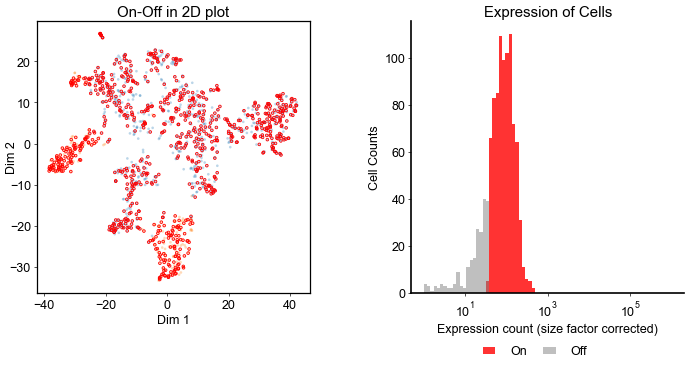 On-Off in 2D plot
Dim 2
20
10
0
−10
−20
−30
−40
−20
0
20
40
Dim 1
Expression of Cells
Cell Counts
100
80
60
40
20
0
10^1
10^3
10^5
Expression count (size factor corrected)
On
Off